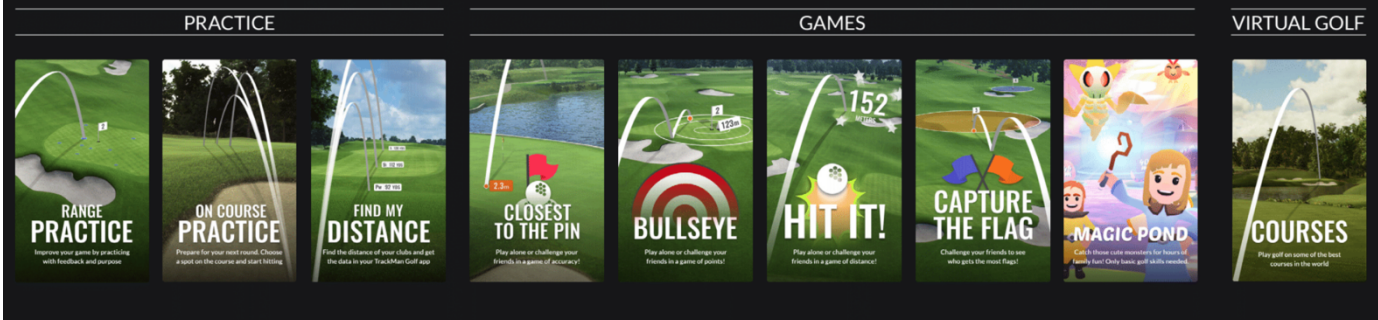 PRACTICE
GAMES
VIRTUAL GOLF
2
RANGE
PRACTICE
Improve your game by practicing
with feedback and purpose
ON COURSE
PRACTICE
Prepare for your next round. Choose
a spot on the course and start hitting
FIND MY
DISTANCE
Find the distance of your clubs and get
the data in your TrackMan Golf app
2.3m
CLOSEST
TO THE PIN
Play alone or challenge your
friends in a game of accuracy!
2
123m
BULLSEYE
Play alone or challenge your
friends in a game of points!
152
METERS
HIT IT!
Play alone or challenge your
friends in a game of distance!
CAPTURE
THE FLAG
Challenge your friends to see
who gets the most flags!
MAGIC POND
Catch those cute monsters for hours of
family fun! Only basic golf skills needed
COURSES
Play golf on some of the best
courses in the world